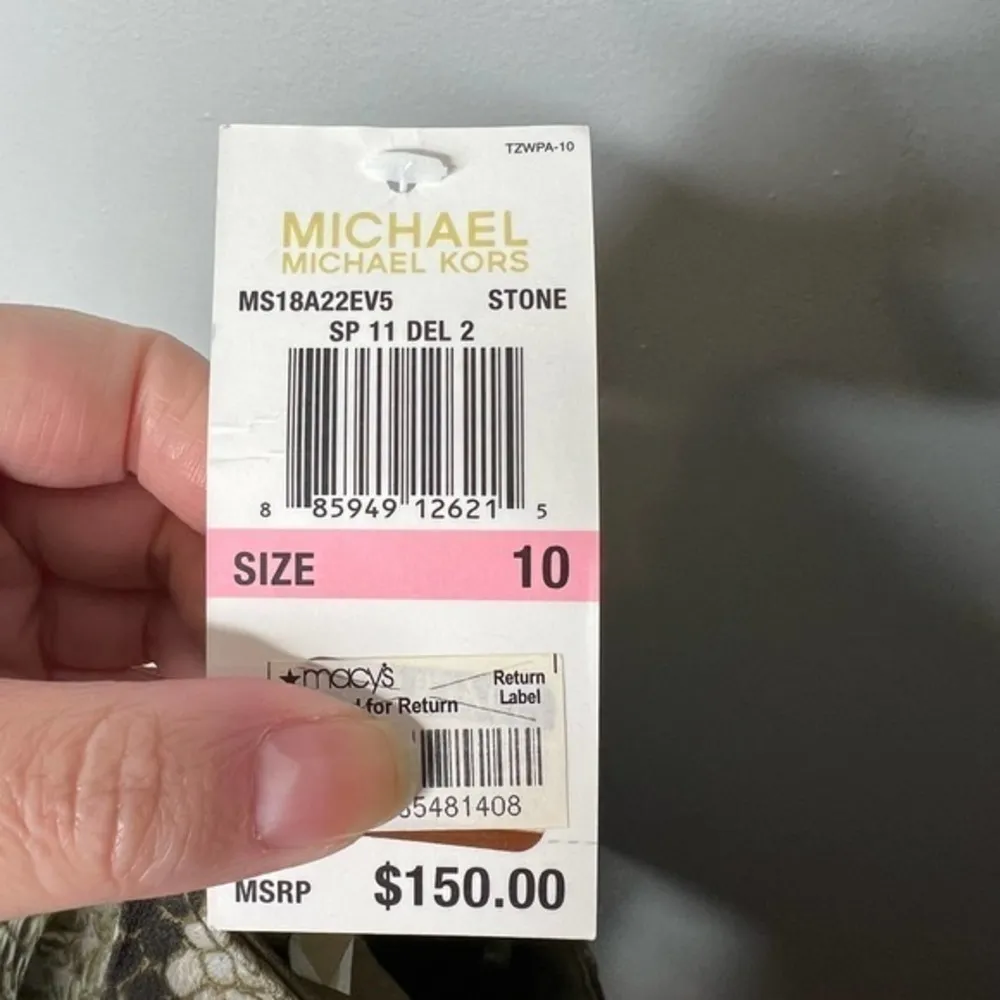 TZWPA-10
MICHAEL
MICHAEL KORS
MS18A22EV5 STONE
SP 11 DEL 2
8 85949 12621 5
SIZE 10
macy's Return
for Return Label
5481408
MSRP $150.00